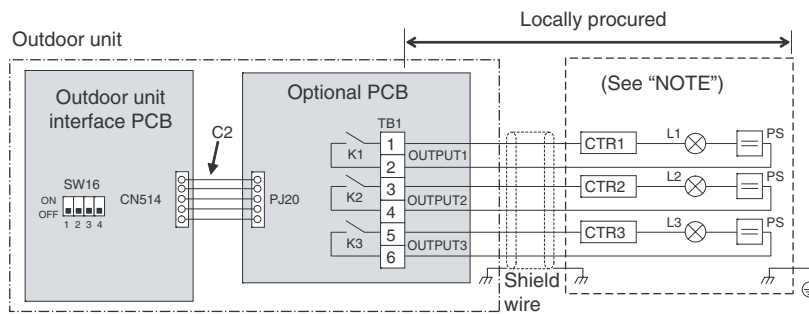 Locally procured
Outdoor unit
Outdoor unit
interface PCB
Optional PCB
(See “NOTE”)
C2
TB1
K1
1
OUTPUT1
2
CTR1
L1
PS
SW16
ON
OFF
1 2 3 4
CN514
PJ20
K2
3
OUTPUT2
4
CTR2
L2
PS
K3
5
OUTPUT3
6
CTR3
L3
PS
Shield
wire